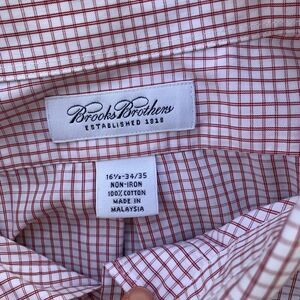 Brooks Brothers
ESTABLISHED 1818
16½-34/35
NON-IRON
100% COTTON
MADE IN
MALAYSIA